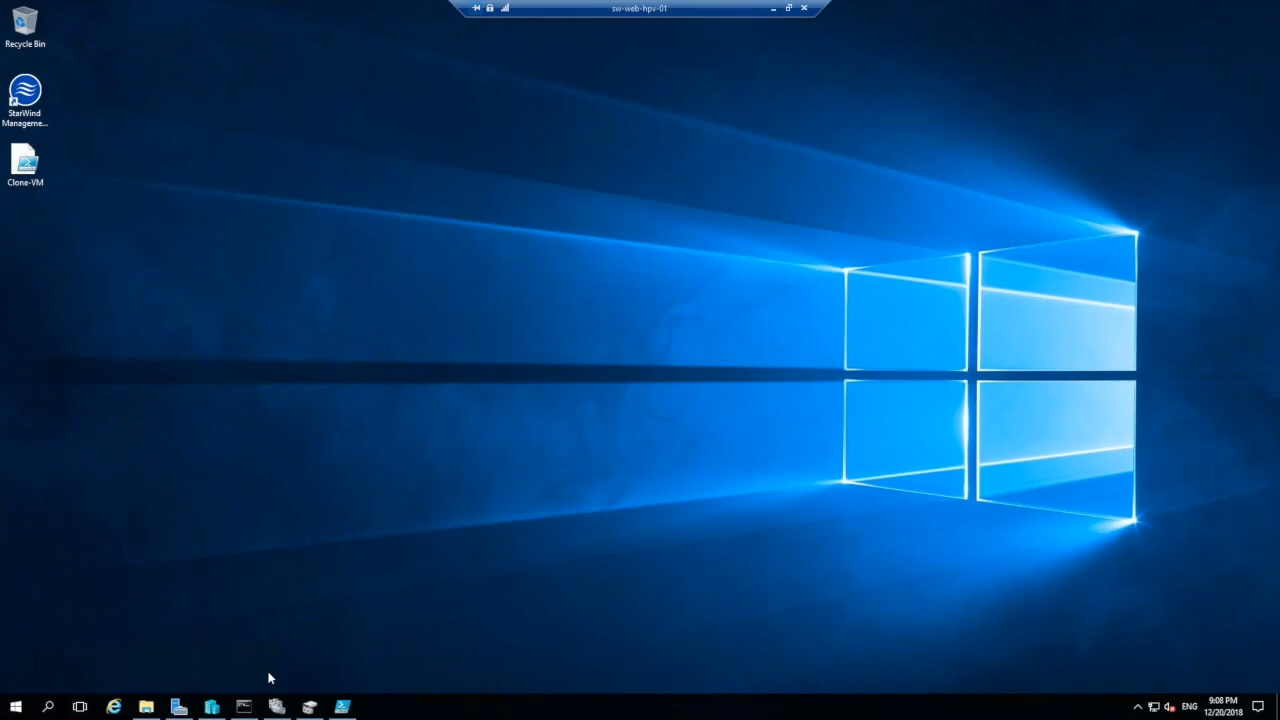 sw-web-hpv-01
Recycle Bin
StarWind
Manageme...
Clone-VM
ENG
9:08 PM
12/20/2018